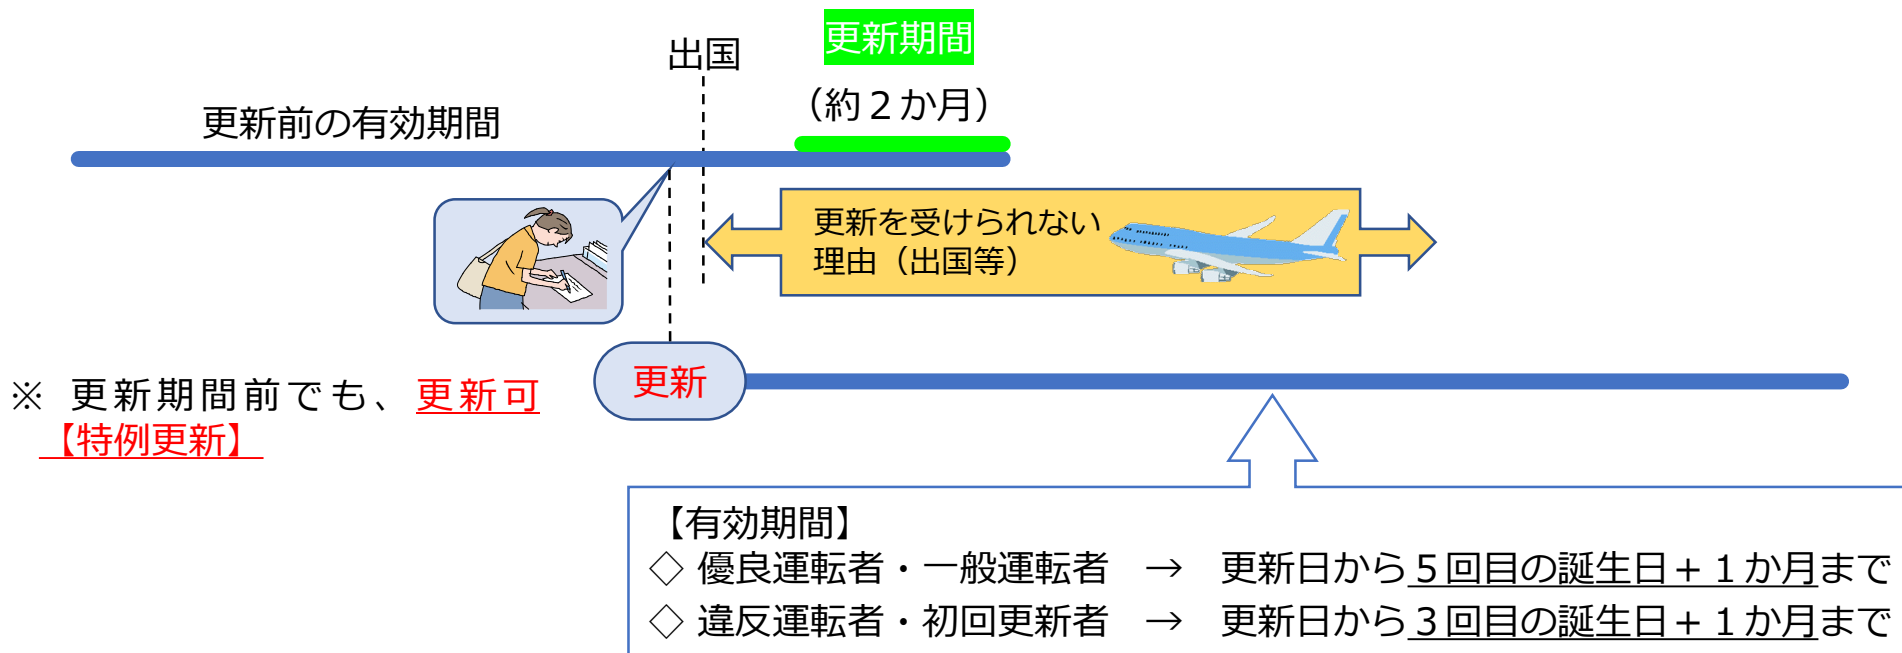 更新期間
出国
（約２か月）
更新前の有効期間
更新を受けられない
理由（出国等）
更新
※ 更新期間前でも、更新可
【特例更新】
【有効期間】
◇ 優良運転者・一般運転者　→　更新日から５回目の誕生日＋１か月まで
◇ 違反運転者・初回更新者　→　更新日から３回目の誕生日＋１か月まで